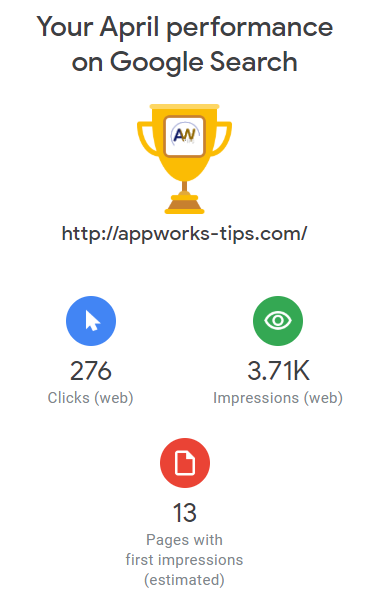 Your April performance
on Google Search
AW
http://appworks-tips.com/
276
Clicks (web)
3.71K
Impressions (web)
13
Pages with
first impressions
(estimated)